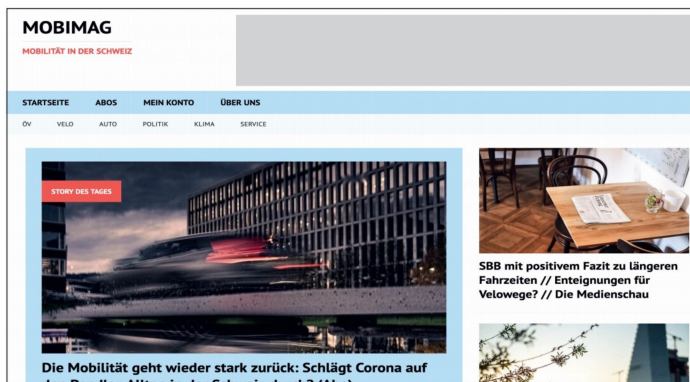 MOBIMAG
MOBILITÄT IN DER SCHWEIZ
STARTSEITE ABOS MEIN KONTO ÜBER UNS
ÖV VELO AUTO POLITIK KLIMA SERVICE
STORY DES TAGES
SBB mit positivem Fazit zu längeren
Fahrzeiten // Enteignungen für
Velowege? // Die Medienschau
Die Mobilität geht wieder stark zurück: Schlägt Corona auf